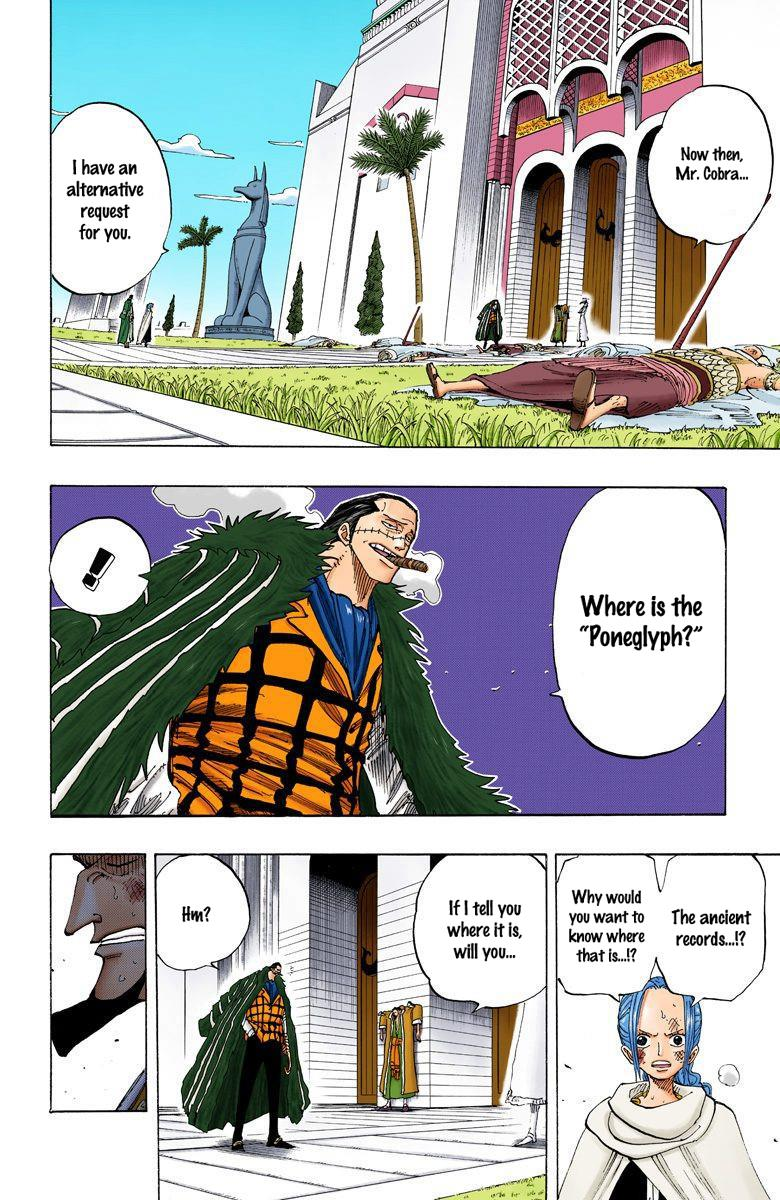 Now then,
Mr. Cobra...
I have an
alternative
request
for you.
Where is the
"Poneglyph?"
!
The ancient
records...!?
Why would
you want to
know where
that is...!?
If I tell you
where it is,
will you...
Hm?